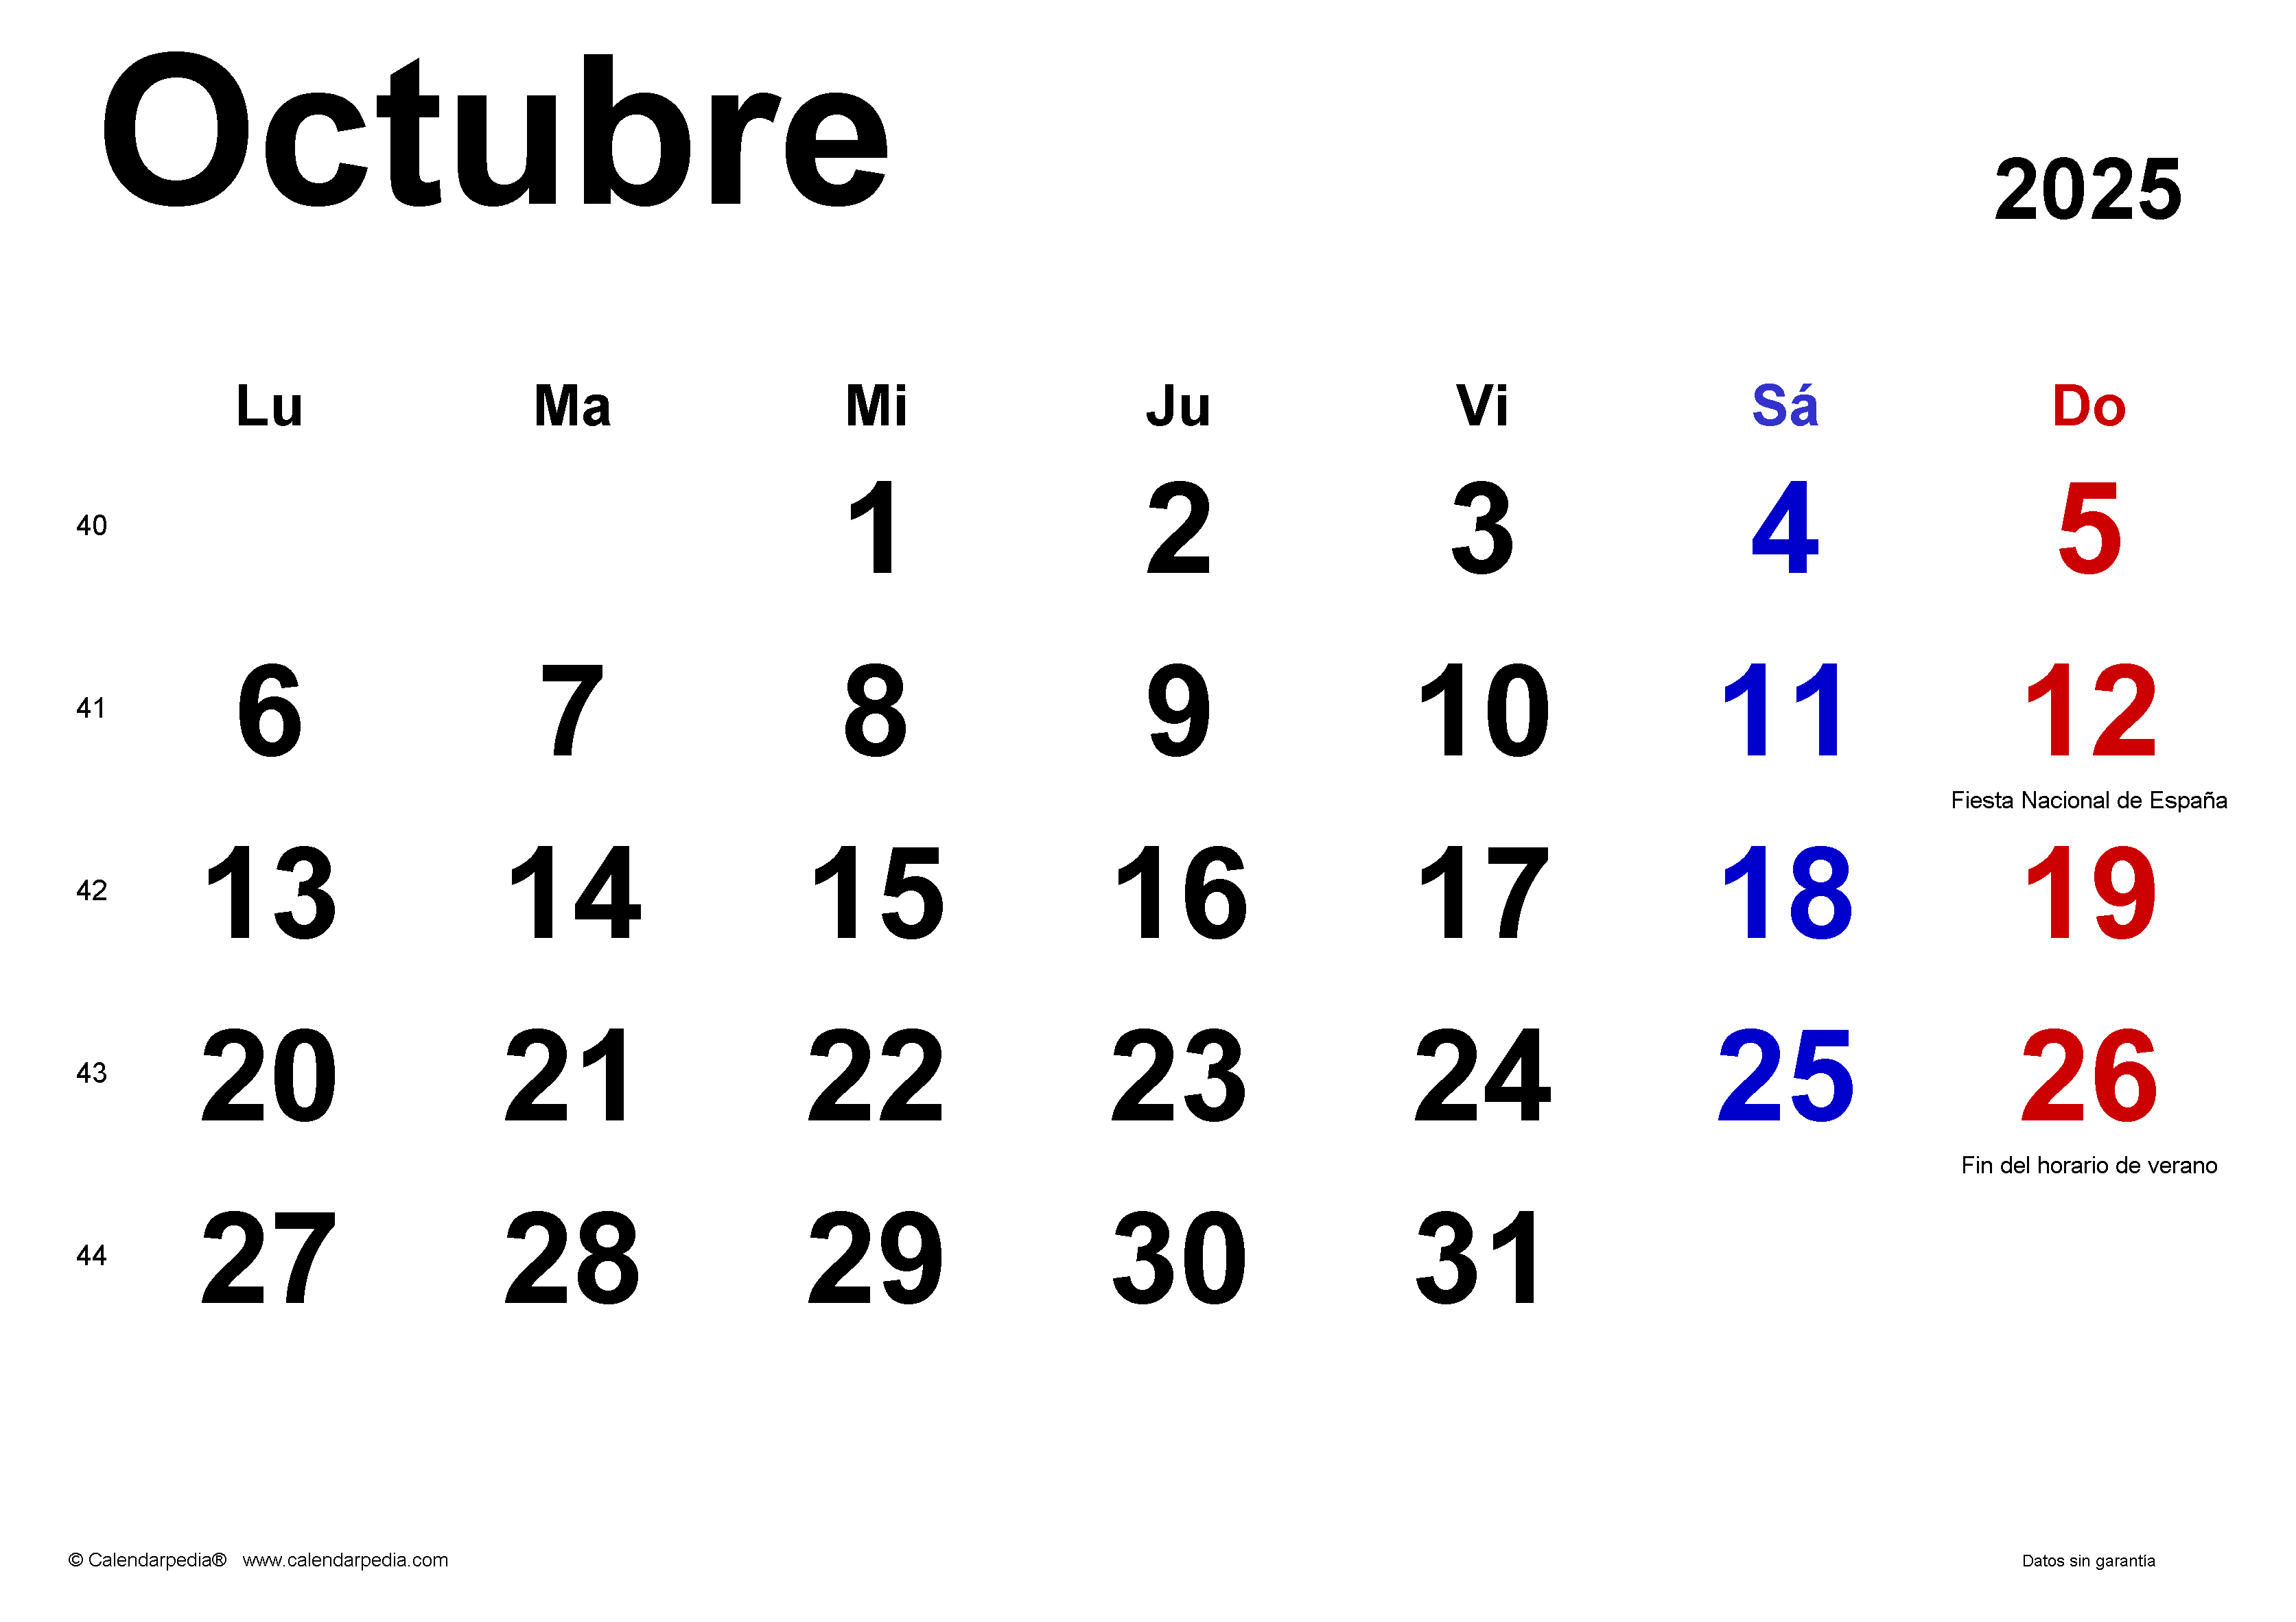 Octubre
2025
Lu Ma Mi Ju Vi Sá Do
40 1 2 3 4 5
41 6 7 8 9 10 11 12
Fiesta Nacional de España
42 13 14 15 16 17 18 19
43 20 21 22 23 24 25 26
Fin del horario de verano
44 27 28 29 30 31
© Calendarpedia® www.calendarpedia.com Datos sin garantía